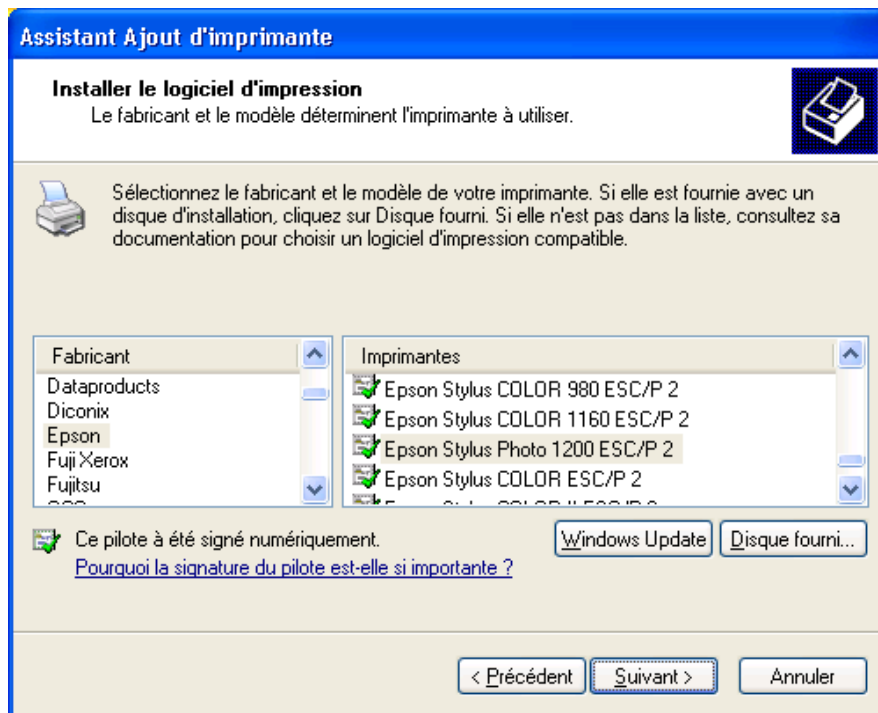 Assistant Ajout d'imprimante
Installer le logiciel d'impression
Le fabricant et le modèle déterminent l'imprimante à utiliser.
Sélectionnez le fabricant et le modèle de votre imprimante. Si elle est fournie avec un
disque d'installation, cliquez sur Disque fourni. Si elle n'est pas dans la liste, consultez sa
documentation pour choisir un logiciel d'impression compatible.
Fabricant
Dataproducts
Diconix
Epson
Fuji Xerox
Fujitsu
Imprimantes
Epson Stylus COLOR 980 ESC/P 2
Epson Stylus COLOR 1160 ESC/P 2
Epson Stylus Photo 1200 ESC/P 2
Epson Stylus COLOR ESC/P 2
Ce pilote à été signé numériquement.
Pourquoi la signature du pilote est-elle si importante ?
Windows Update
Disque fourni...
< Précédent
Suivant >
Annuler